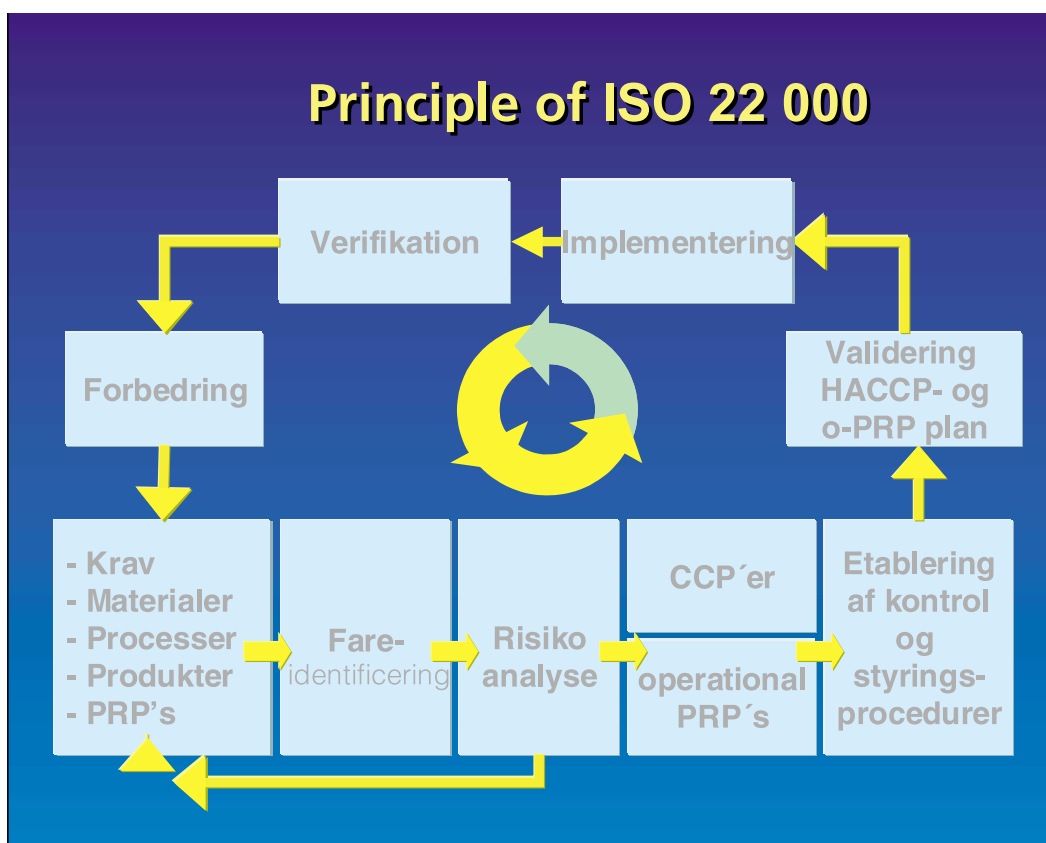 Principle of ISO 22 000
Verifikation
Implementering
Forbedring
Validering
HACCP- og
o-PRP plan
- Krav
- Materialer
- Processer
- Produkter
- PRP's
Fare-
identificering
Risiko
analyse
CCP´er
operational
PRP´s
Etablering
af kontrol
og
styrings-
procedurer